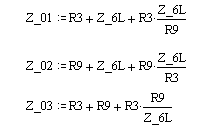 Z_01 := R3 + Z_6L + R3·Z_6L/R9
Z_02 := R9 + Z_6L + R9·Z_6L/R3
Z_03 := R3 + R9 + R3·R9/Z_6L